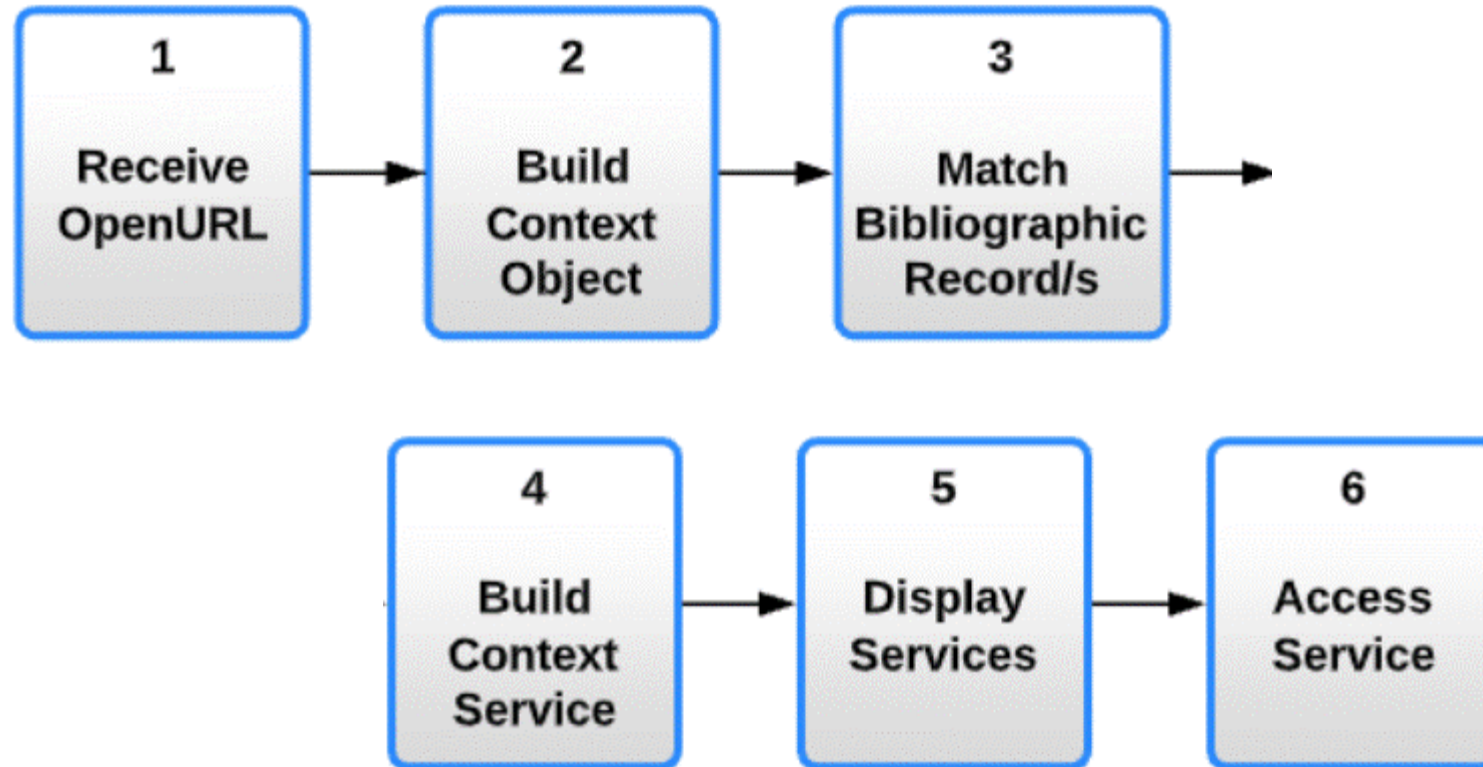 1
Receive
OpenURL
2
Build
Context
Object
3
Match
Bibliographic
Record/s
4
Build
Context
Service
5
Display
Services
6
Access
Service